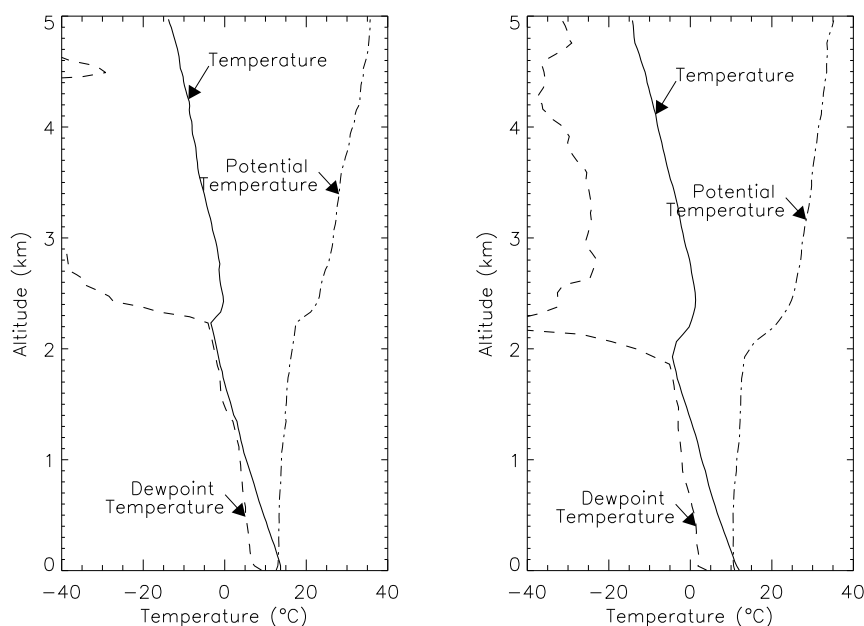 5
Temperature
4
Potential
Temperature
3
2
1
Dewpoint
Temperature
0
-40
-20
0
20
40
Temperature (°C)
Altitude (km)
5
Temperature
4
Potential
Temperature
3
2
1
Dewpoint
Temperature
0
-40
-20
0
20
40
Temperature (°C)
Altitude (km)